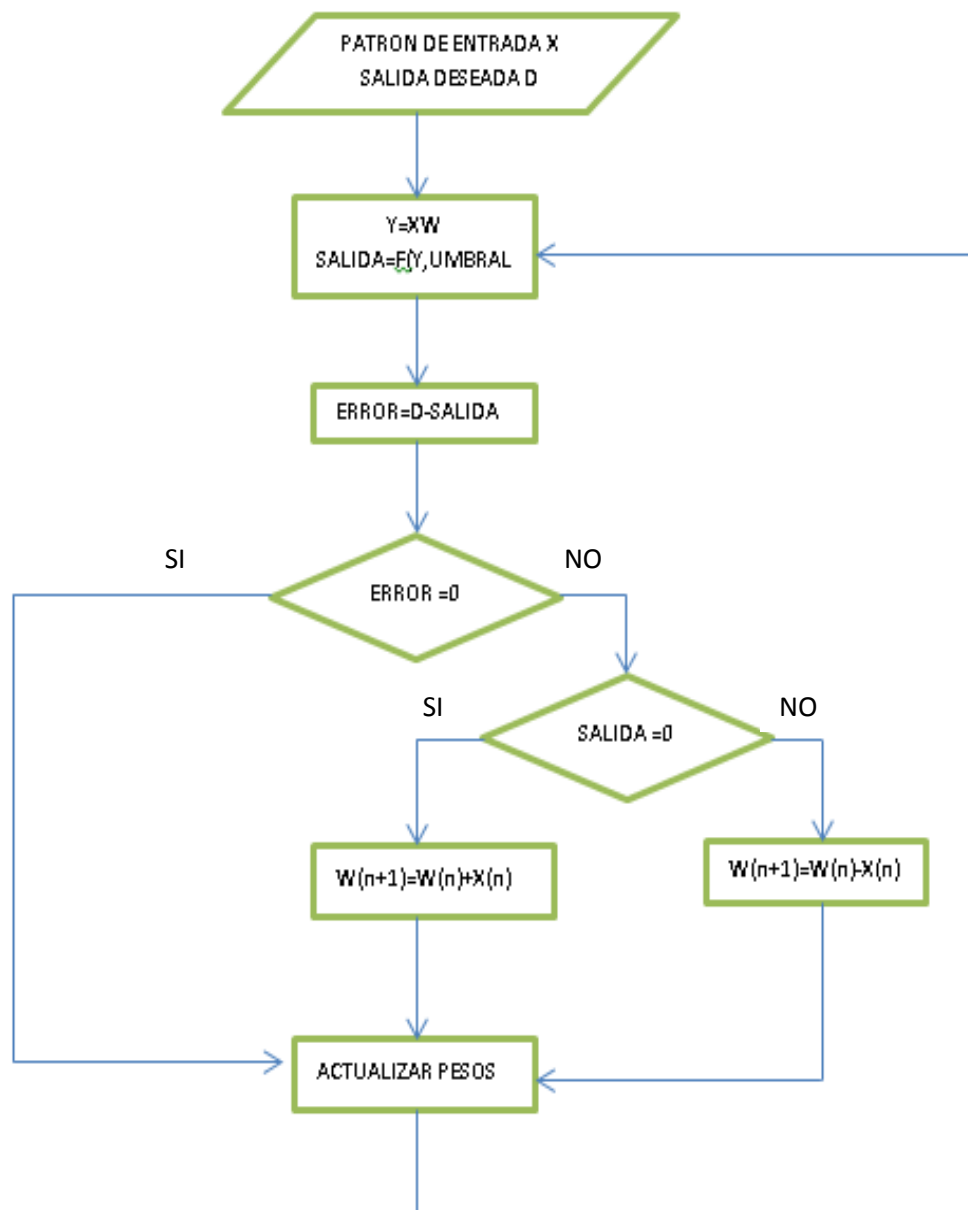 PATRON DE ENTRADA X
SALIDA DESEADA D
Y=XW
SALIDA=F(Y,UMBRAL
ERROR=D-SALIDA
SI
NO
ERROR =0
SI
NO
SALIDA =0
W(n+1)=W(n)+X(n)
W(n+1)=W(n)-X(n)
ACTUALIZAR PESOS